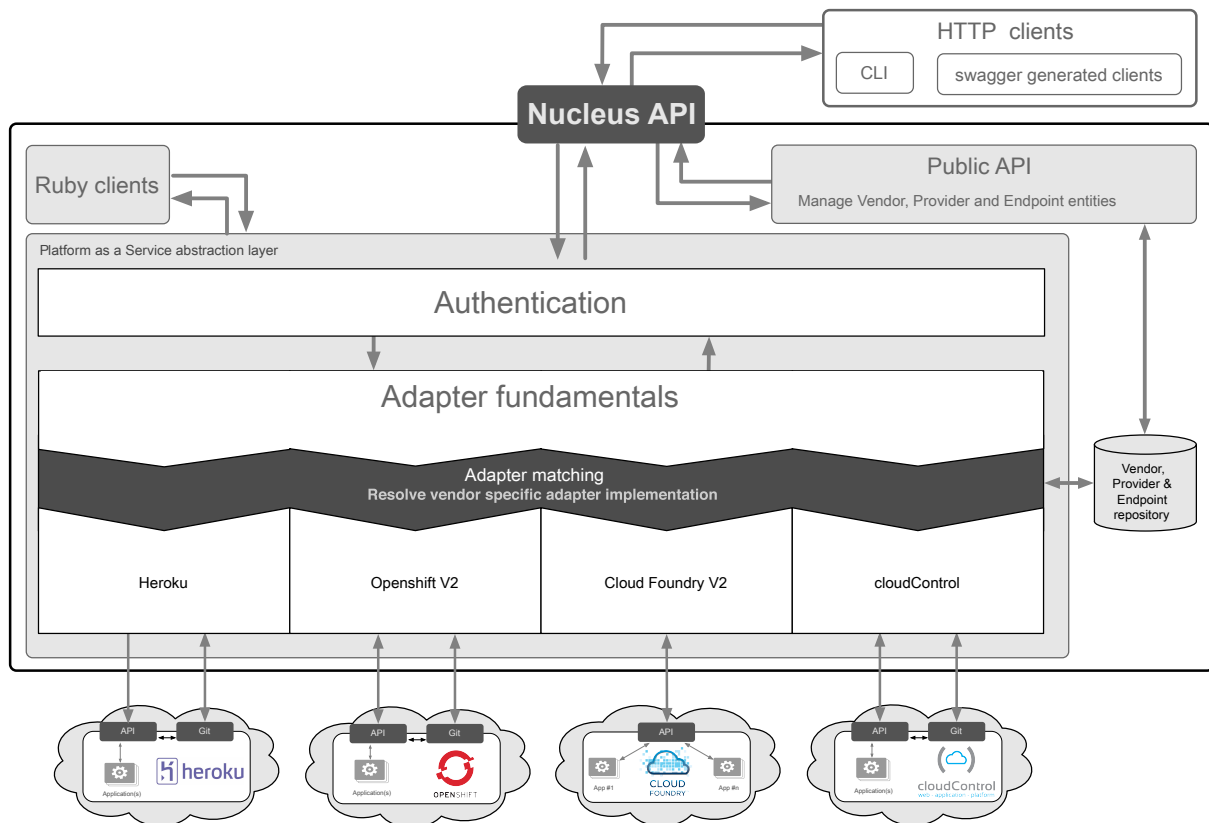 HTTP clients
CLI
swagger generated clients
Nucleus API
Ruby clients
Public API
Manage Vendor, Provider and Endpoint entities
Platform as a Service abstraction layer
Authentication
Adapter fundamentals
Adapter matching
Resolve vendor specific adapter implementation
Vendor,
Provider &
Endpoint
repository
Heroku
Openshift V2
Cloud Foundry V2
cloudControl
API
Git
Application(s)
heroku
API
Git
Application(s)
OPENSHIFT
API
App #1
CLOUD
FOUNDRY
App #n
API
Git
Application(s)
cloudControl
web · application · platform